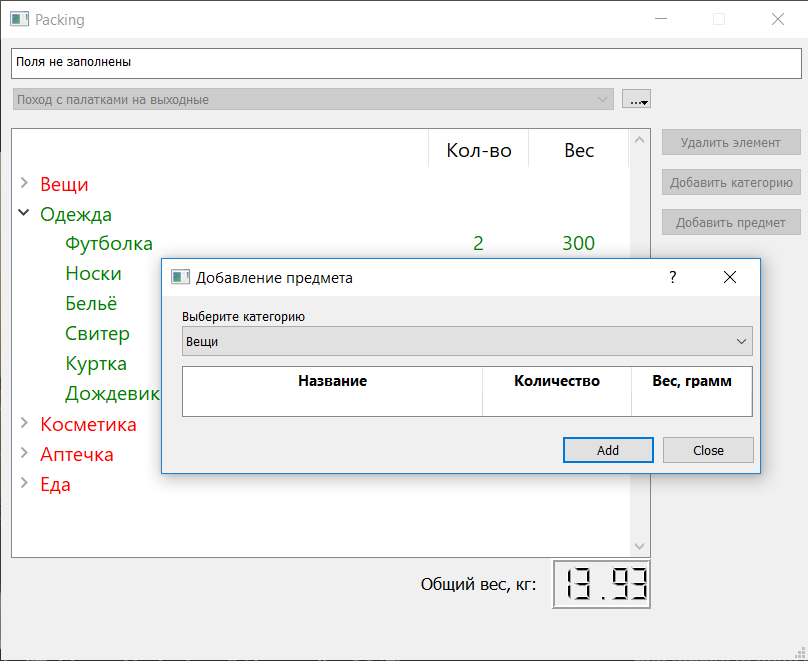 Packing
Поля не заполнены
Поход с палатками на выходные
...
Кол-во Вес
Удалить элемент
Добавить категорию
Добавить предмет
Вещи
Одежда
Футболка 2 300
Носки
Бельё
Свитер
Куртка
Дождевик
Косметика
Аптечка
Еда
Добавление предмета
?
Выберите категорию
Вещи
Название Количество Вес, грамм
Add Close
Общий вес, кг: 13.93